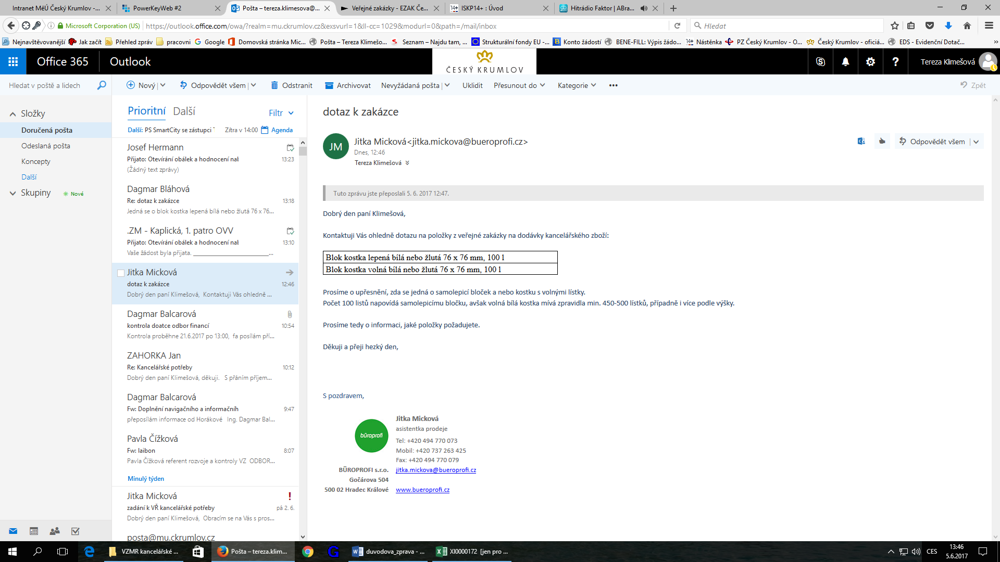 Intranet MěÚ Český Krumlov -...
PowerKeyWeb #2
Pošta – tereza.klimesova@...
Veřejné zakázky - EZAK Če...
14+ ISKP14+ : Úvod
Hitrádio Faktor | ABra...
Microsoft Corporation (US)
https://outlook.office.com/owa/?realm=mu.ckrumlov.cz&exsvurl=1&ll-cc=1029&modurl=0&path=/mail/inbox
Hledat
Nejnavštěvovanější
Jak začít
Přehled zpráv
pracovni
Google
Domovská stránka Mic...
Pošta – Tereza Klimešo...
Seznam – Najdu tam, ...
Strukturální fondy EU -...
Konto žádostí
BENE-FILL: Výpis žádo...
14+ Nástěnka
PZ Český Krumlov - O...
Český Krumlov - oficiá...
EDS - Evidenční Dotač...
Office 365
Outlook
ČESKÝ KRUMLOV
Tereza Klimešová
Hledat v poště a lidech
Nový
Odpovědět všem
Odstranit
Archivovat
Nevyžádaná pošta
Uklidit
Přesunout do
Kategorie
Zpět
Složky
Doručená pošta
Odeslaná pošta
Koncepty
Další
Skupiny
Nové
Prioritní
Další
Filtr
Další: PS SmartCity se zástupci
Zítra v 14:00
Agenda
Josef Hermann
Přijato: Otevírání obálek a hodnocení nal
13:23
(Žádný text zprávy)
Dagmar Bláhová
Re: dotaz k zakázce
13:18
Jedná se o blok kostka lepená bílá nebo žlutá 76 x 76...
.ZM - Kaplická, 1. patro OVV
Přijato: Otevírání obálek a hodnocení nal
13:10
Vaše žádost byla přijata. ________________________...
Jitka Micková
dotaz k zakázce
12:46
Dobrý den paní Klimešová,  Kontaktuji Vás ohledně ...
Dagmar Balcarová
kontrola doatce odbor financí
10:54
Kontrola proběhne 21.6.2017 po 13:00,  fa posílám pří...
ZAHORKA Jan
Re: Kancelářské potřeby
10:12
Dobrý den paní Klimešová, děkuji.   S přáním příjem...
Dagmar Balcarová
Fw: Doplnění navigačního a informačníh
9:47
přeposílám informace od Horákové   Ing. Dagmar Bal...
Pavla Čížková
Fw: laibon
8:07
Pavla Čížková referent rozvoje a kontroly VZ  ODBOR...
Minulý týden
Jitka Micková
!
zadání k VŘ kancelářské potřeby
pá 2. 6.
Dobrý den paní Klimešová,  Obracím se na Vás s pros...
posta@mu.ckrumlov.cz
dotaz k zakázce
JM
Jitka Micková<jitka.mickova@bueroprofi.cz>
Dnes, 12:46
Tereza Klimešová
Odpovědět všem
Tuto zprávu jste přeposlali 5. 6. 2017 12:47.
Dobrý den paní Klimešová,
Kontaktuji Vás ohledně dotazu na položky z veřejné zakázky na dodávky kancelářského zboží:
Blok kostka lepená bílá nebo žlutá 76 x 76 mm, 100 l
Blok kostka volná bílá nebo žlutá 76 x 76 mm, 100 l
Prosíme o upřesnění, zda se jedná o samolepicí bloček a nebo kostku s volnými lístky.
Počet 100 listů napovídá samolepicímu bločku, avšak volná bílá kostka mívá zpravidla min. 450-500 lístků, případně i více podle výšky.
Prosíme tedy o informaci, jaké položky požadujete.
Děkuji a přeji hezký den,
S pozdravem,
büroprofi
Jitka Micková
asistentka prodeje
Tel: +420 494 770 073
Mobil: +420 737 263 425
Fax: +420 494 770 079
BÜROPROFI s.r.o.
jitka.mickova@bueroprofi.cz
Gočárova 504
500 02 Hradec Králové
www.bueroprofi.cz
VZMR kancelářské ...
Pošta – tereza.klim...
G
duvodova_zprava - ...
XI0000172  [jen pro ...
CES
13:46
5.6.2017